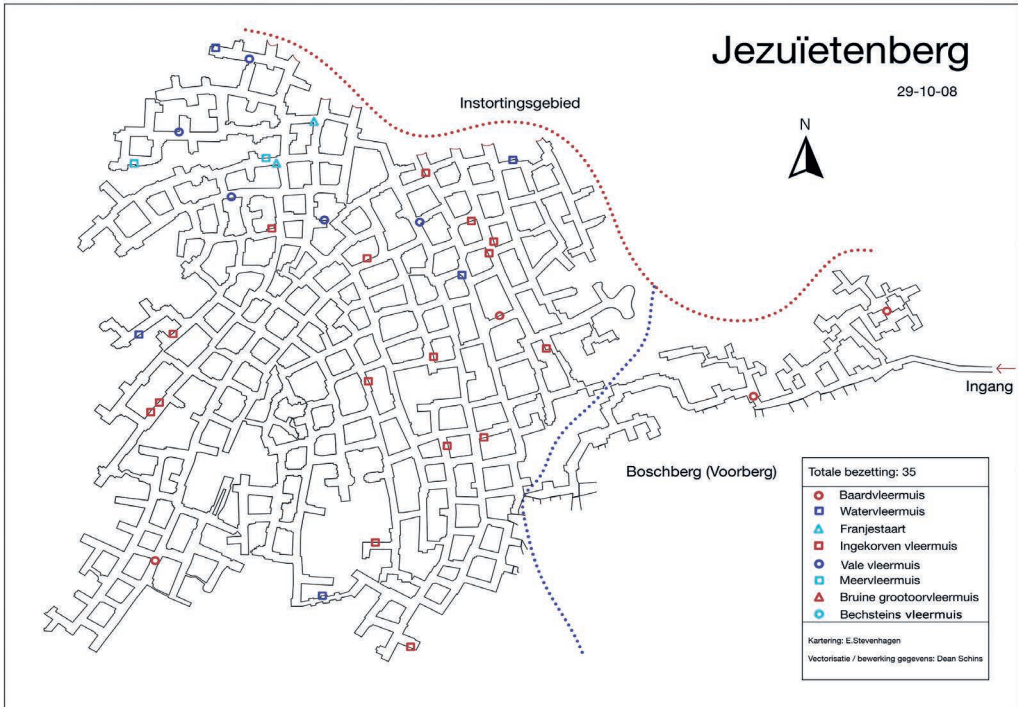 Jezuïetenberg
29-10-08
Instortingsgebied
N
Ingang
Boschberg (Voorberg)
Totale bezetting: 35
Baardvleermuis
Watervleermuis
Franjestaart
Ingekorven vleermuis
Vale vleermuis
Meervleermuis
Bruine grootoorvleermuis
Bechsteins vleermuis
Kartering: E.Stevenhagen
Vectorisatie / bewerking gegevens: Dean Schins